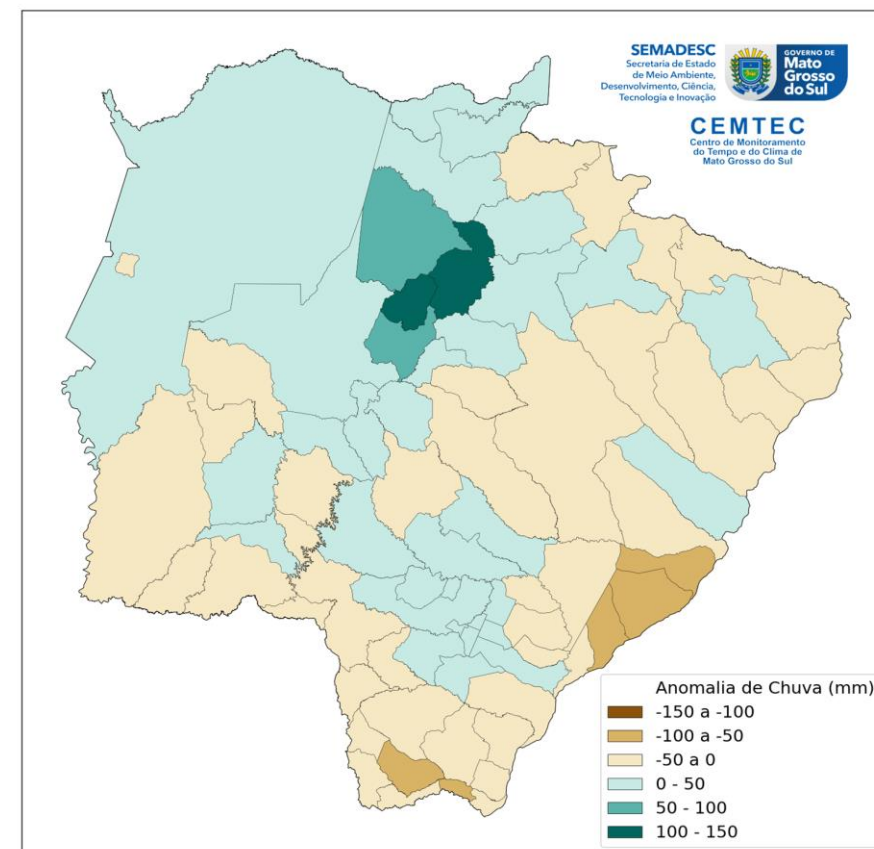 SEMADESC
Secretaria de Estado
de Meio Ambiente,
Desenvolvimento, Ciência,
Tecnologia e Inovação
GOVERNO DE
Mato
Grosso
do Sul
CEMTEC
Centro de Monitoramento
do Tempo e do Clima de
Mato Grosso do Sul
Anomalia de Chuva (mm)
-150 a -100
-100 a -50
-50 a 0
0 - 50
50 - 100
100 - 150